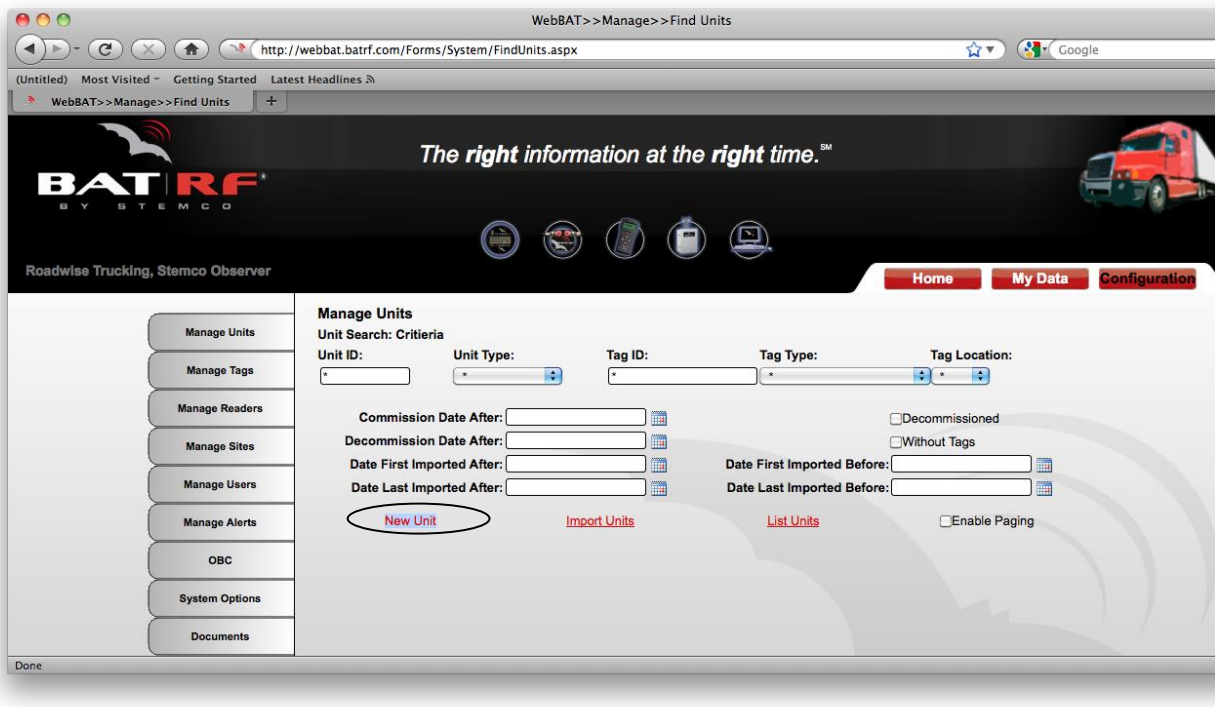 WebBAT>>Manage>>Find Units
http://webbat.batrf.com/Forms/System/FindUnits.aspx
Google
(Untitled) Most Visited Getting Started Latest Headlines
WebBAT>>Manage>>Find Units +
The right information at the right time.℠
BAT RF®
BY STEMCO
Roadwise Trucking, Stemco Observer
Home My Data Configuration
Manage Units
Manage Tags
Manage Readers
Manage Sites
Manage Users
Manage Alerts
OBC
System Options
Documents
Manage Units
Unit Search: Critieria
Unit ID: Unit Type: Tag ID: Tag Type: Tag Location:
* * * * *
Commission Date After: Decommissioned
Decommission Date After: Without Tags
Date First Imported After: Date First Imported Before:
Date Last Imported After: Date Last Imported Before:
New Unit Import Units List Units Enable Paging
Done